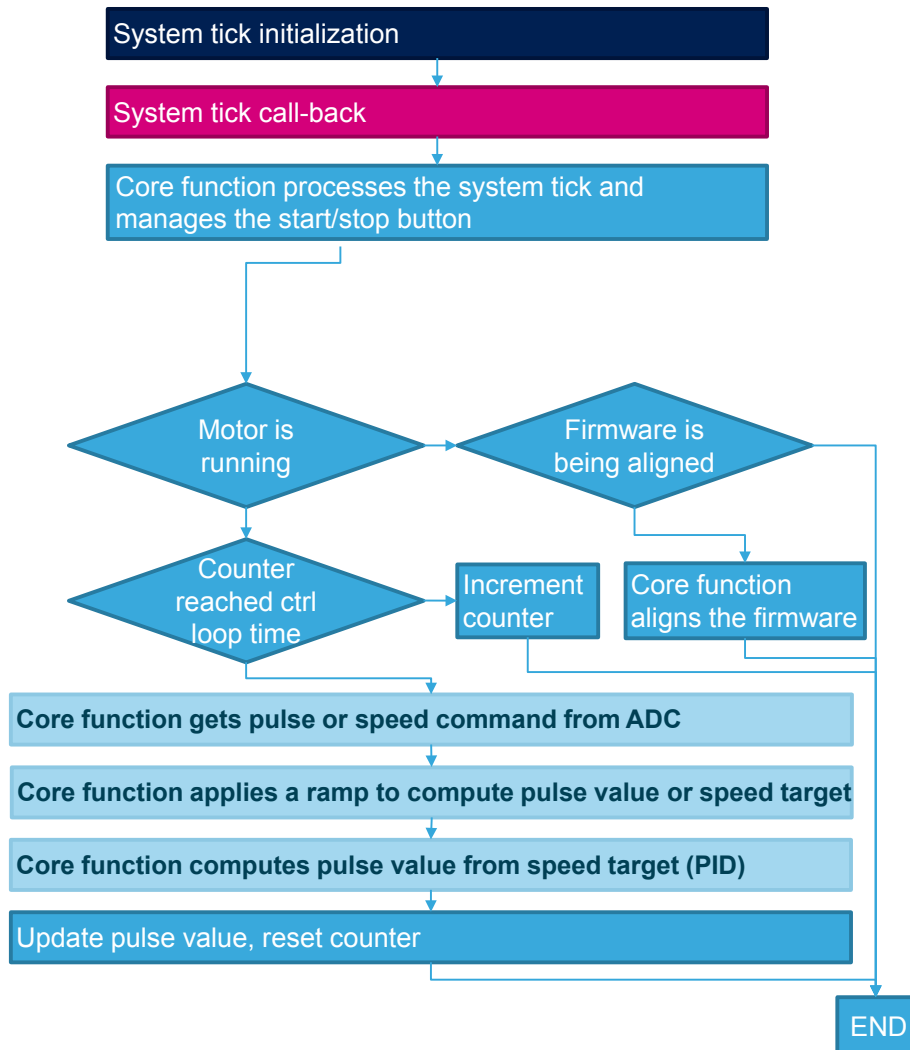 System tick initialization
System tick call-back
Core function processes the system tick and
manages the start/stop button
Motor is
running
Firmware is
being aligned
Counter
reached ctrl
loop time
Increment
counter
Core function
aligns the firmware
Core function gets pulse or speed command from ADC
Core function applies a ramp to compute pulse value or speed target
Core function computes pulse value from speed target (PID)
Update pulse value, reset counter
END